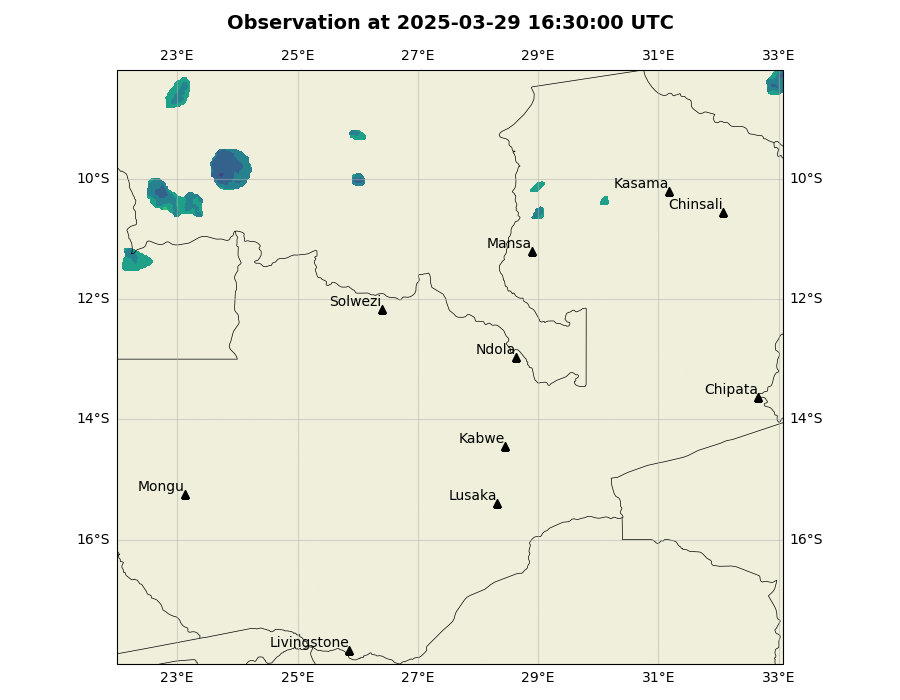 Observation at 2025-03-29 16:30:00 UTC
23°E 25°E 27°E 29°E 31°E 33°E
10°S 10°S
Kasama
Chinsali
Mansa
12°S 12°S
Solwezi
Ndola
Chipata
14°S 14°S
Kabwe
Mongu
Lusaka
16°S 16°S
Livingstone
23°E 25°E 27°E 29°E 31°E 33°E